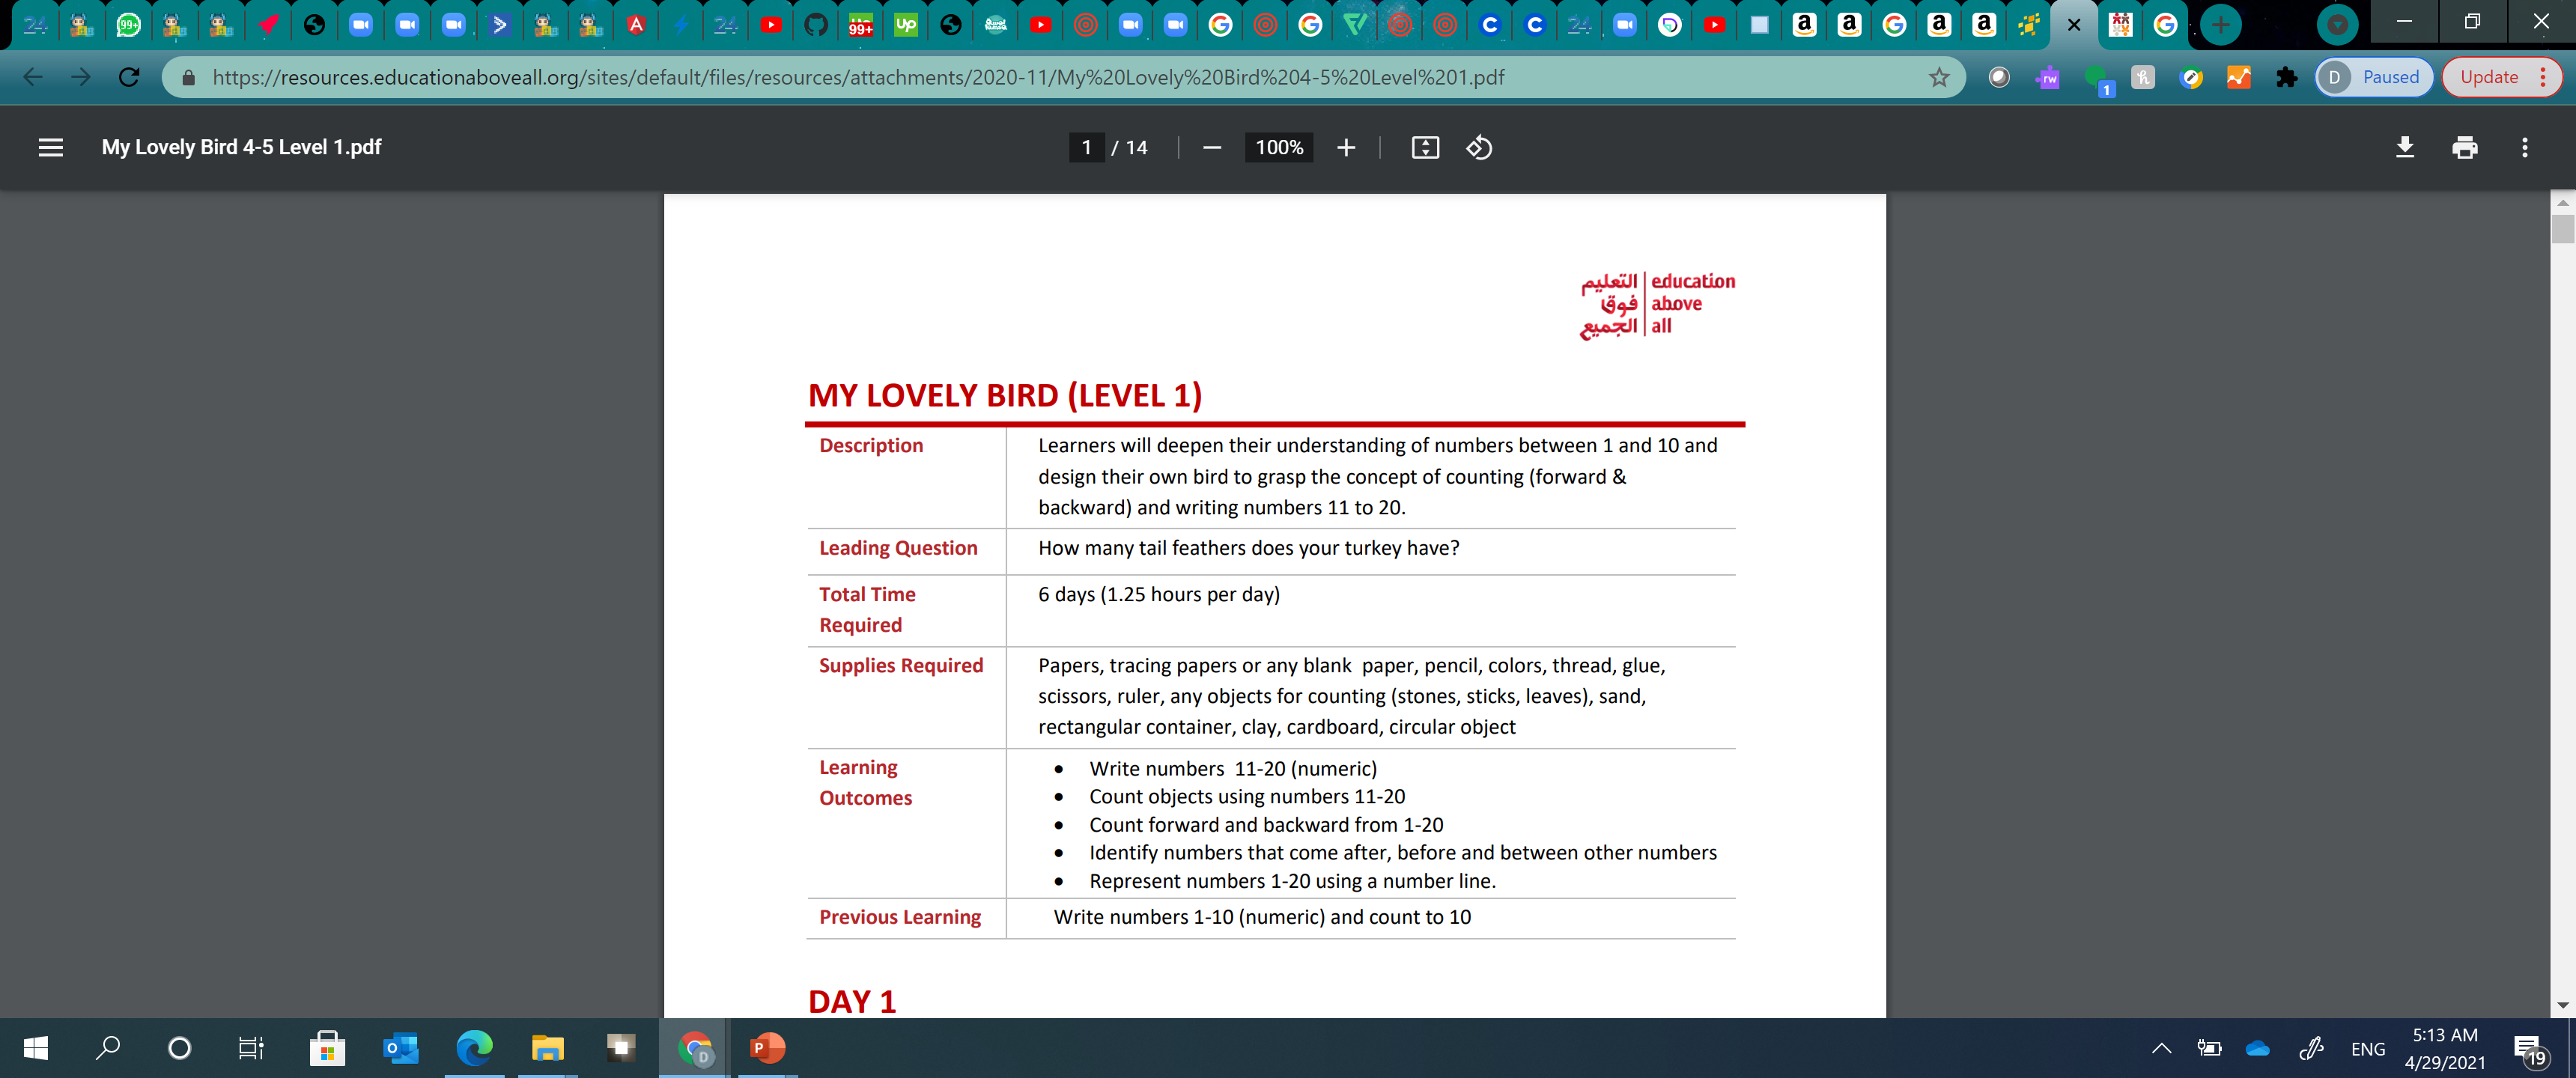 https://resources.educationaboveall.org/sites/default/files/resources/attachments/2020-11/My%20Lovely%20Bird%204-5%20Level%201.pdf
D Paused
Update
My Lovely Bird 4-5 Level 1.pdf
1 / 14
100%
التعليم education
فوق above
الجميع all
MY LOVELY BIRD (LEVEL 1)
Description
Learners will deepen their understanding of numbers between 1 and 10 and
design their own bird to grasp the concept of counting (forward &
backward) and writing numbers 11 to 20.
Leading Question
How many tail feathers does your turkey have?
Total Time
Required
6 days (1.25 hours per day)
Supplies Required
Papers, tracing papers or any blank paper, pencil, colors, thread, glue,
scissors, ruler, any objects for counting (stones, sticks, leaves), sand,
rectangular container, clay, cardboard, circular object
Learning
Outcomes
• Write numbers 11-20 (numeric)
• Count objects using numbers 11-20
• Count forward and backward from 1-20
• Identify numbers that come after, before and between other numbers
• Represent numbers 1-20 using a number line.
Previous Learning
Write numbers 1-10 (numeric) and count to 10
DAY 1
ENG
5:13 AM
4/29/2021
19